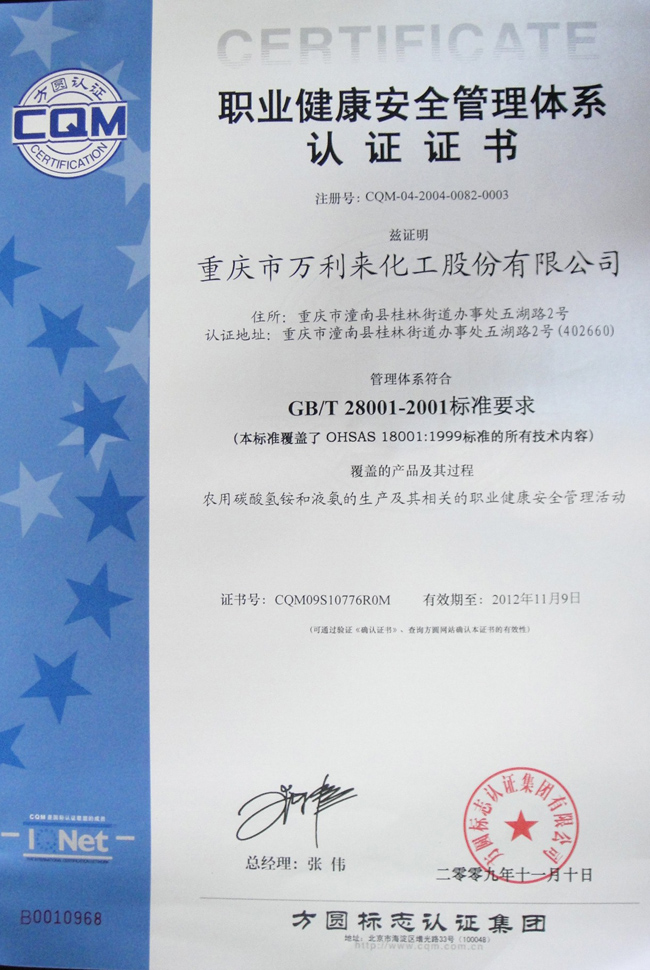 CERTIFICATE
方圆认证
CQM
CERTIFICATION
职业健康安全管理体系
认证证书
注册号：CQM-04-2004-0082-0003
兹证明
重庆市万利来化工股份有限公司
住所：重庆市潼南县桂林街道办事处五湖路2号
认证地址：重庆市潼南县桂林街道办事处五湖路2号(402660)
管理体系符合
GB/T 28001-2001标准要求
（本标准覆盖了 OHSAS 18001:1999标准的所有技术内容）
覆盖的产品及其过程
农用碳酸氢铵和液氨的生产及其相关的职业健康安全管理活动
证书号：CQM09S10776R0M 有效期至：2012年11月9日
（可通过验证《确认证书》、查询方圆网站确认本证书的有效性）
IQNet
总经理：张 伟
方圆标志认证集团有限公司
二零零九年十一月十日
B0010968
方圆标志认证集团
地址：北京市海淀区增光路33号（100048）
http://www.cqm.com.cn